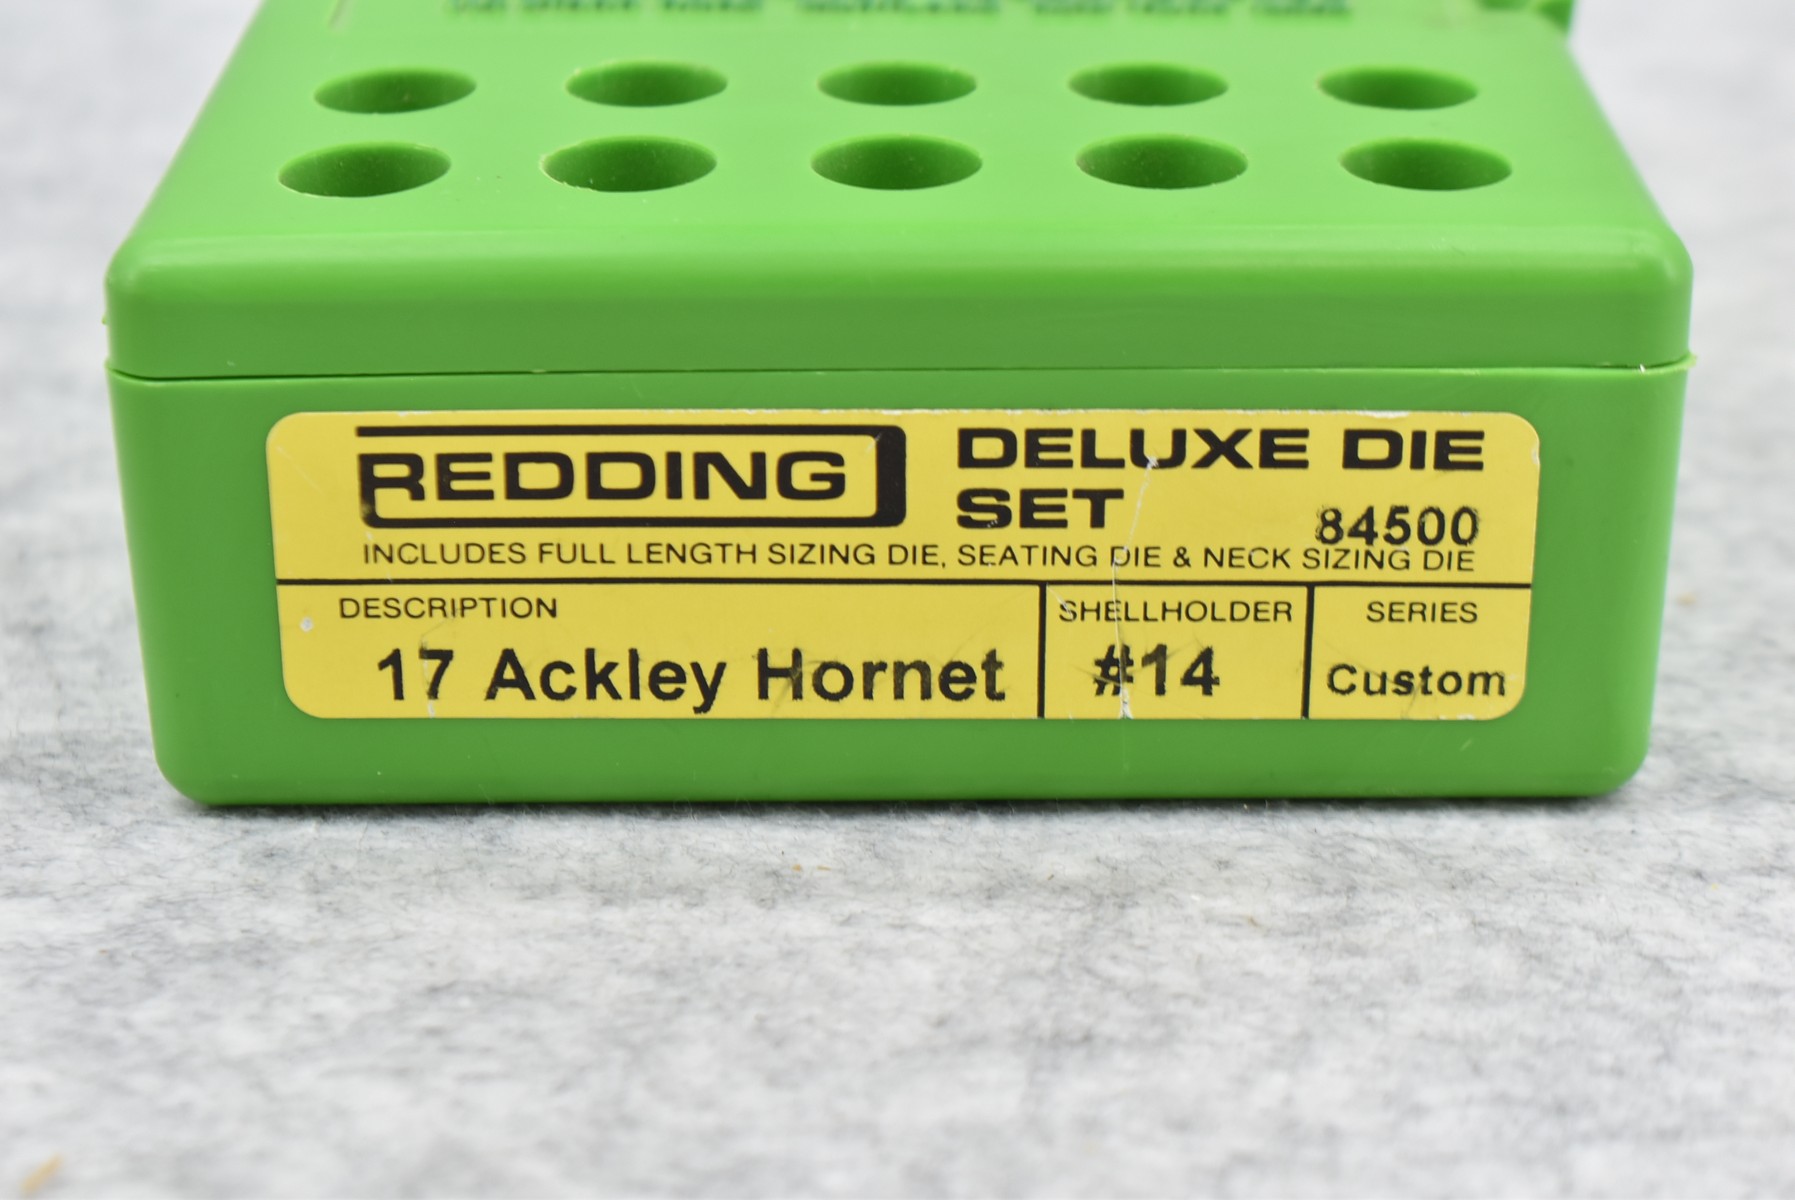 REDDING
DELUXE DIE
SET
84500
INCLUDES FULL LENGTH SIZING DIE, SEATING DIE & NECK SIZING DIE
DESCRIPTION
17 Ackley Hornet
SHELLHOLDER
#14
SERIES
Custom